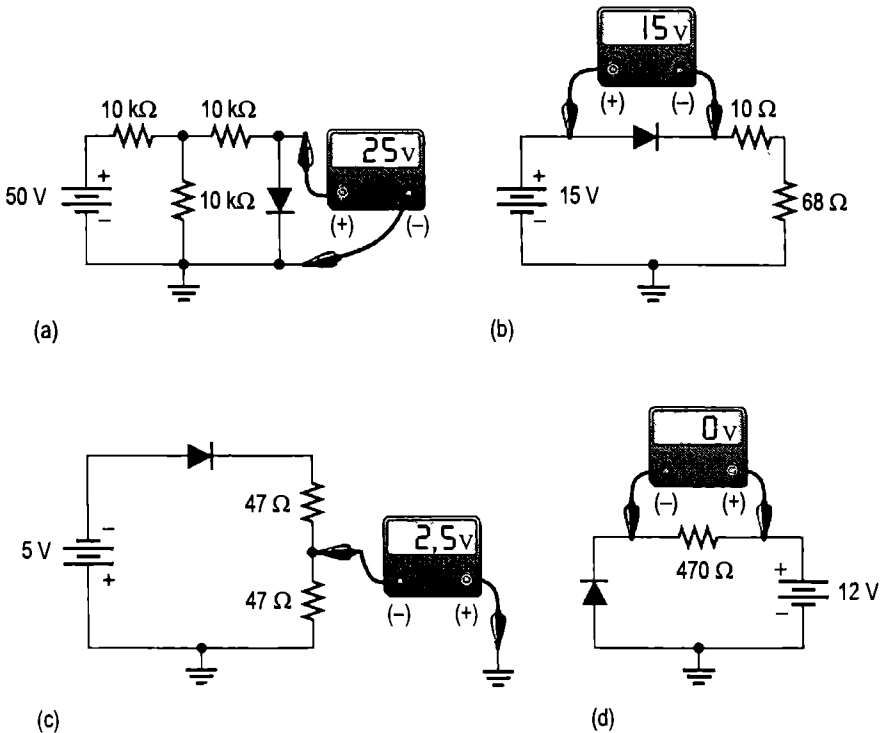 10 kΩ 10 kΩ
25 V
50 V
+
−
10 kΩ
(+) (−)
(a)
15 V
(+) (−)
10 Ω
+
15 V
−
68 Ω
(b)
−
5 V
+
47 Ω
47 Ω
2,5 V
(−) (+)
(c)
0 V
(−) (+)
470 Ω
+
12 V
−
(d)